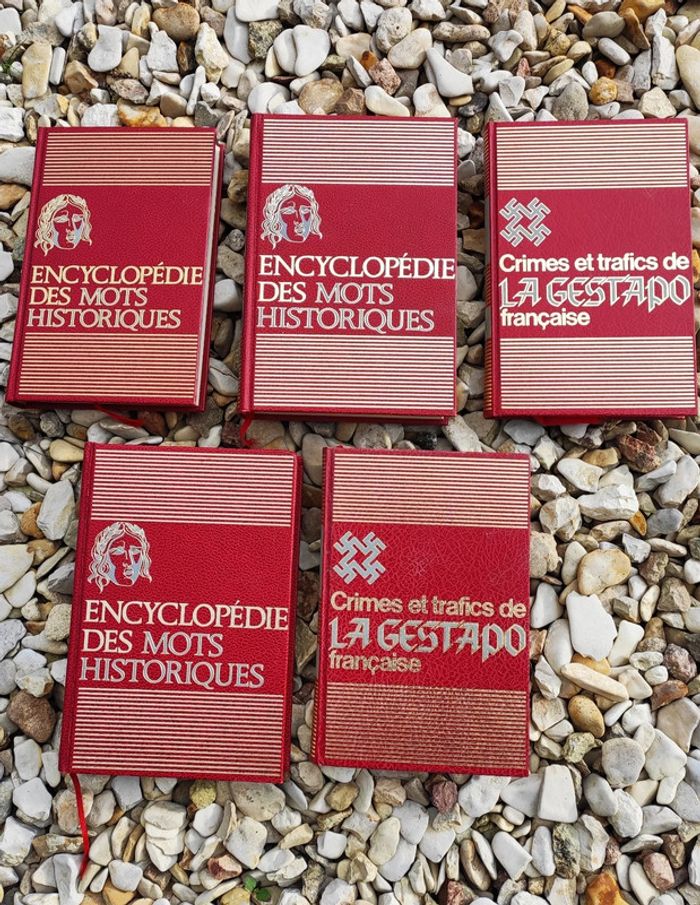 ENCYCLOPÉDIE
DES MOTS
HISTORIQUES
ENCYCLOPÉDIE
DES MOTS
HISTORIQUES
Crimes et trafics de
LA GESTAPO
française
ENCYCLOPÉDIE
DES MOTS
HISTORIQUES
Crimes et trafics de
LA GESTAPO
française